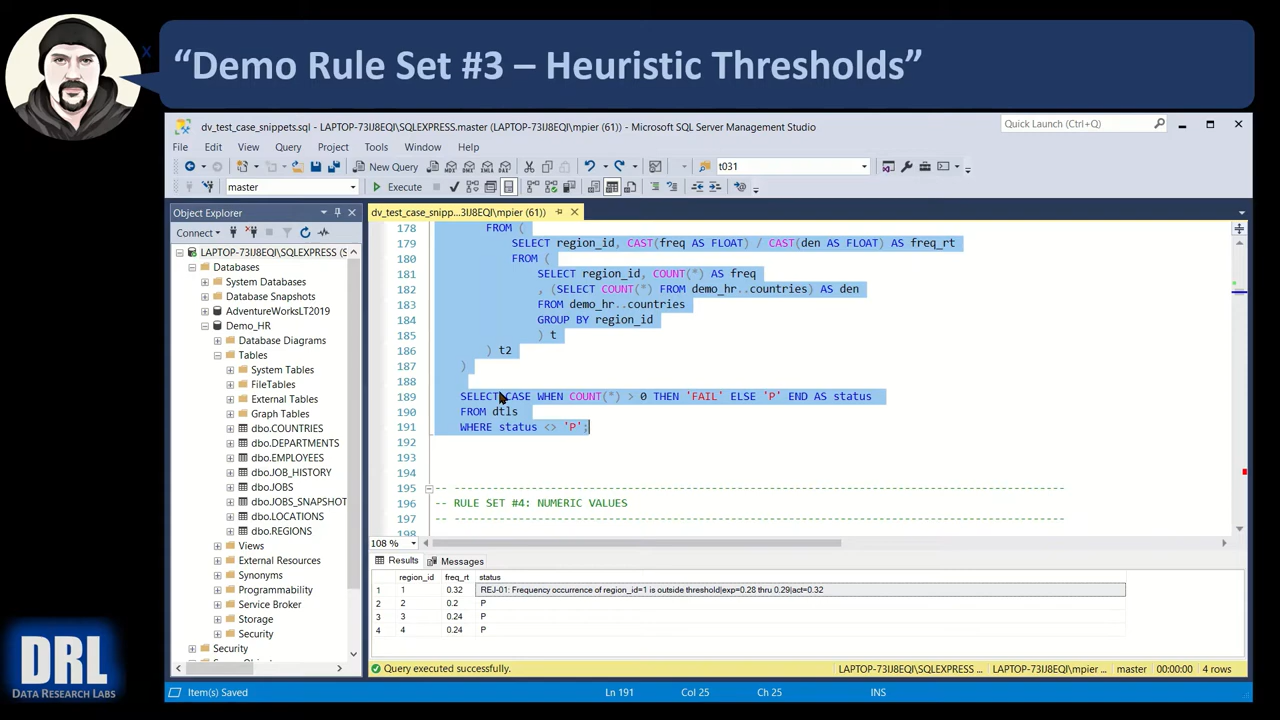 “Demo Rule Set #3 – Heuristic Thresholds”
x
dv_test_case_snippets.sql - LAPTOP-73IJ8EQI\SQLEXPRESS.master (LAPTOP-73IJ8EQI\mpier (61)) - Microsoft SQL Server Management Studio
Quick Launch (Ctrl+Q)
File Edit View Query Project Tools Window Help
New Query MDX DMX XMLA DAX t031
master Execute
Object Explorer
dv_test_case_snipp...3IJ8EQI\mpier (61))
Connect
LAPTOP-73IJ8EQI\SQLEXPRESS (S
Databases
System Databases
Database Snapshots
AdventureWorksLT2019
Demo_HR
Database Diagrams
Tables
System Tables
FileTables
External Tables
Graph Tables
dbo.COUNTRIES
dbo.DEPARTMENTS
dbo.EMPLOYEES
dbo.JOB_HISTORY
dbo.JOBS
dbo.JOBS_SNAPSHOT
dbo.LOCATIONS
dbo.REGIONS
Views
External Resources
Synonyms
Programmability
Service Broker
Storage
Security
Security
178 FROM (
179 SELECT region_id, CAST(freq AS FLOAT) / CAST(den AS FLOAT) AS freq_rt
180 FROM (
181 SELECT region_id, COUNT(*) AS freq
182 , (SELECT COUNT(*) FROM demo_hr..countries) AS den
183 FROM demo_hr..countries
184 GROUP BY region_id
185 ) t
186 ) t2
187 )
188
189 SELECT CASE WHEN COUNT(*) > 0 THEN 'FAIL' ELSE 'P' END AS status
190 FROM dtls
191 WHERE status <> 'P';
192
193
194
195 -- --------------------------------------------------------------------------------
196 -- RULE SET #4: NUMERIC VALUES
197 -- --------------------------------------------------------------------------------
198
108 %
Results Messages
region_id freq_rt status
1 1 0.32 REJ-01: Frequency occurrence of region_id=1 is outside threshold|exp=0.28 thru 0.29|act=0.32
2 2 0.2 P
3 3 0.24 P
4 4 0.24 P
Query executed successfully. LAPTOP-73IJ8EQI\SQLEXPRESS ... LAPTOP-73IJ8EQI\mpier ... master 00:00:00 4 rows
Item(s) Saved Ln 191 Col 25 Ch 25 INS
DRL
DATA RESEARCH LABS